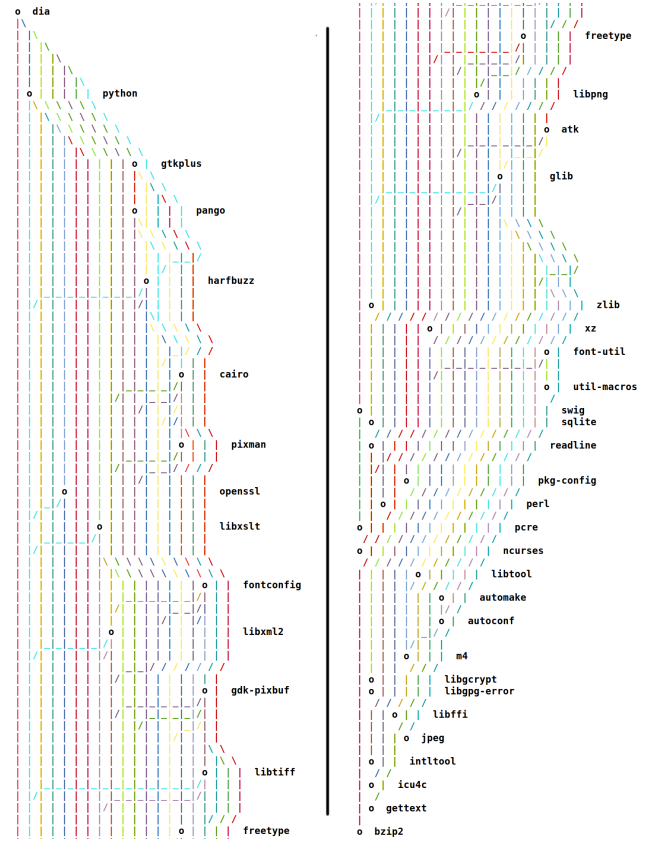 dia
python
gtkplus
pango
harfbuzz
cairo
pixman
openssl
libxslt
fontconfig
libxml2
gdk-pixbuf
libtiff
freetype
freetype
libpng
atk
glib
zlib
xz
font-util
util-macros
swig
sqlite
readline
pkg-config
perl
pcre
ncurses
libtool
automake
autoconf
m4
libgcrypt
libgpg-error
libffi
jpeg
intltool
icu4c
gettext
bzip2